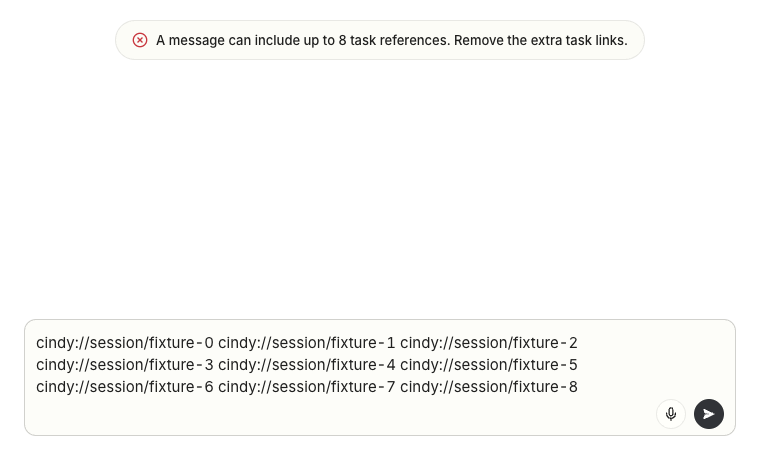 A message can include up to 8 task references. Remove the extra task links.
cindy://session/fixture-0 cindy://session/fixture-1 cindy://session/fixture-2
cindy://session/fixture-3 cindy://session/fixture-4 cindy://session/fixture-5
cindy://session/fixture-6 cindy://session/fixture-7 cindy://session/fixture-8